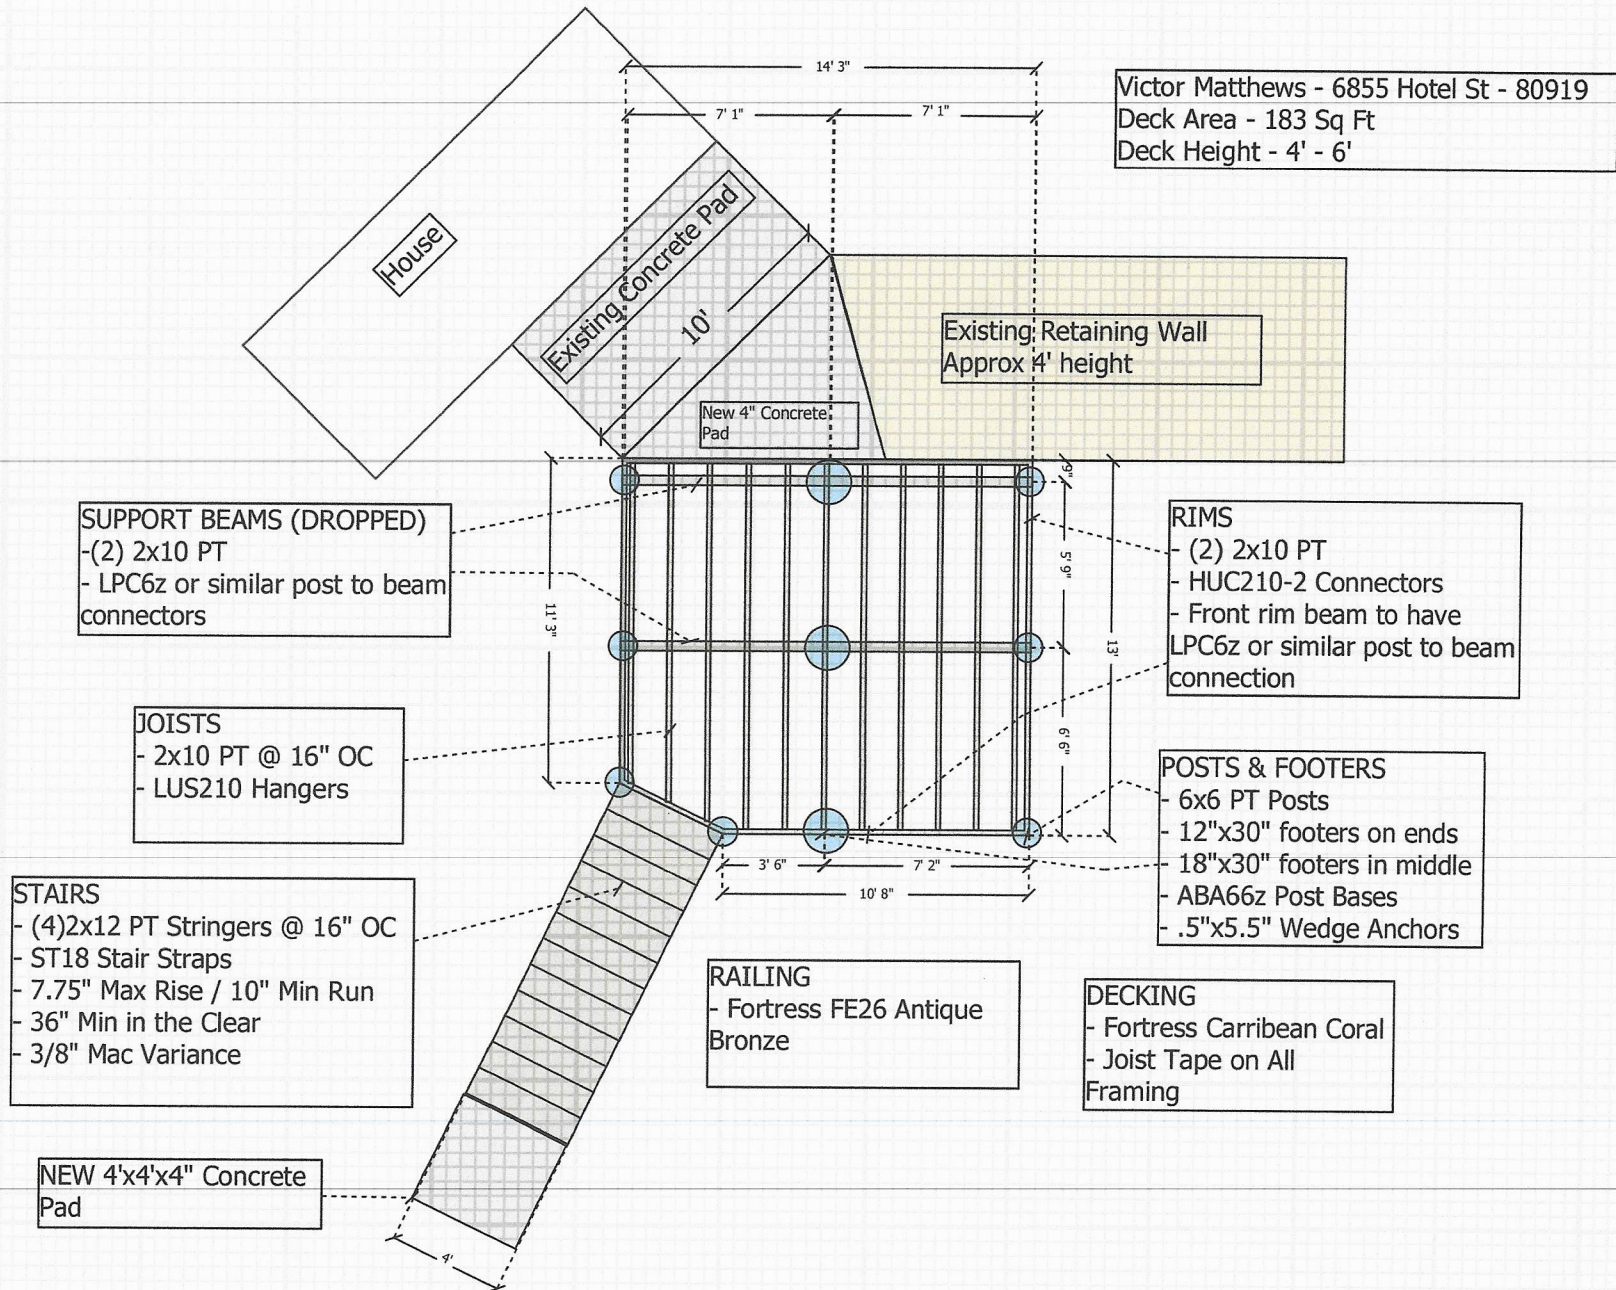 14' 3"
7' 1"
7' 1"
Victor Matthews - 6855 Hotel St - 80919
Deck Area - 183 Sq Ft
Deck Height - 4' - 6'
House
Existing Concrete Pad
10'
Existing Retaining Wall
Approx 4' height
New 4" Concrete
Pad
9"
SUPPORT BEAMS (DROPPED)
-(2) 2x10 PT
- LPC6z or similar post to beam
connectors
RIMS
- (2) 2x10 PT
- HUC210-2 Connectors
- Front rim beam to have
LPC6z or similar post to beam
connection
5' 9"
11' 3"
13'
6' 6"
JOISTS
- 2x10 PT @ 16" OC
- LUS210 Hangers
POSTS & FOOTERS
- 6x6 PT Posts
- 12"x30" footers on ends
- 18"x30" footers in middle
- ABA66z Post Bases
- .5"x5.5" Wedge Anchors
3' 6"
7' 2"
10' 8"
STAIRS
- (4)2x12 PT Stringers @ 16" OC
- ST18 Stair Straps
- 7.75" Max Rise / 10" Min Run
- 36" Min in the Clear
- 3/8" Mac Variance
RAILING
- Fortress FE26 Antique
Bronze
DECKING
- Fortress Carribean Coral
- Joist Tape on All
Framing
NEW 4'x4'x4" Concrete
Pad
4'